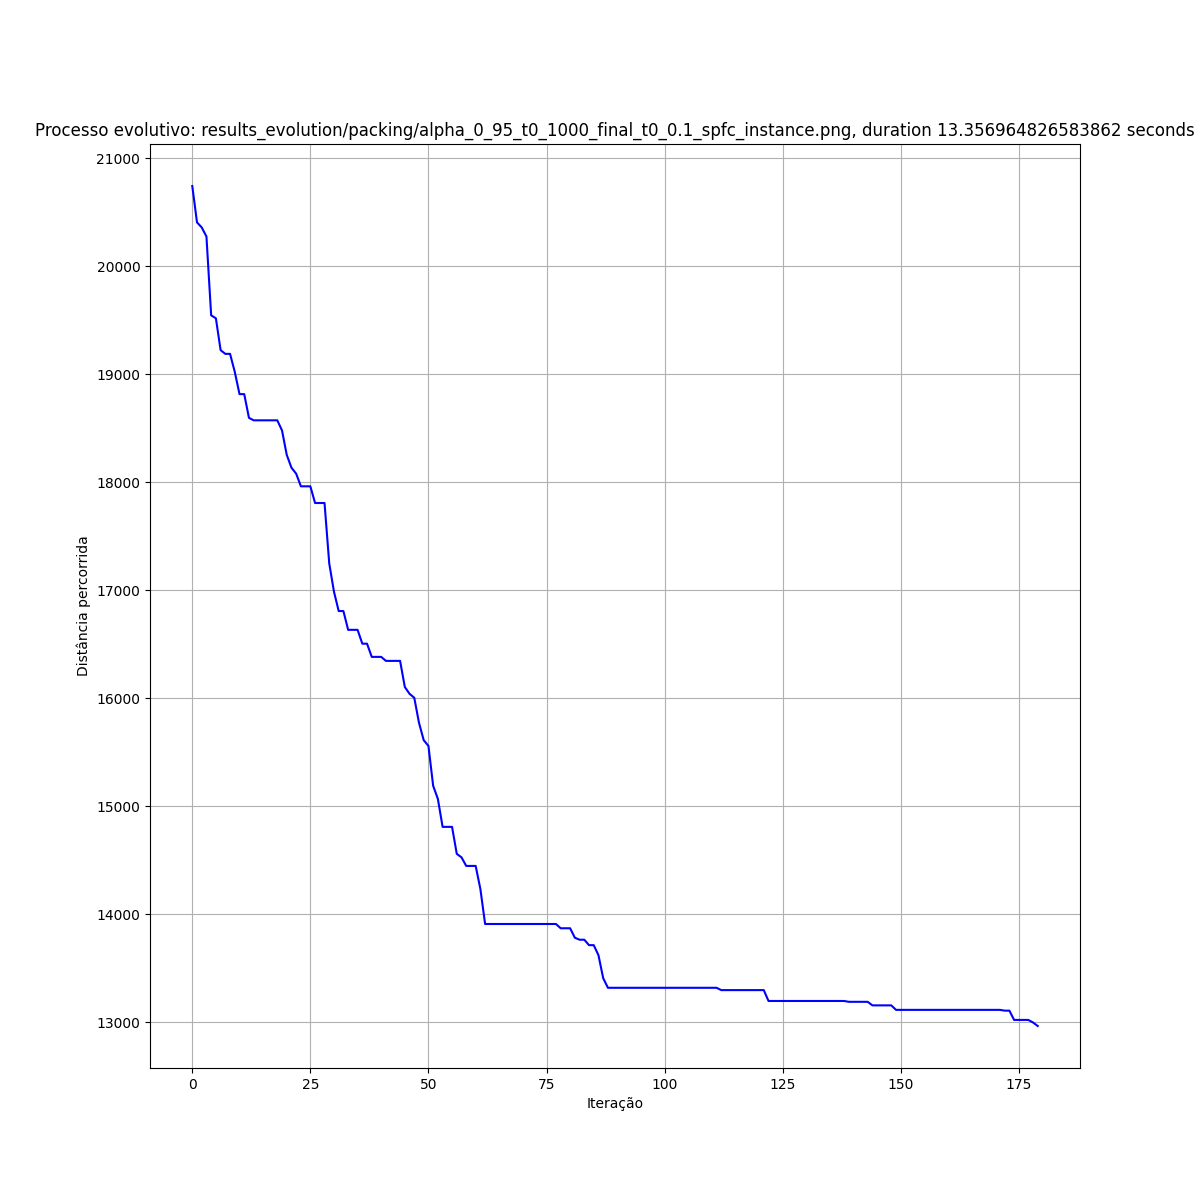 Processo evolutivo: results_evolution/packing/alpha_0_95_t0_1000_final_t0_0.1_spfc_instance.png, duration 13.356964826583862 seconds
21000
20000
19000
18000
17000
16000
15000
14000
13000
Distância percorrida
0 25 50 75 100 125 150 175
Iteração